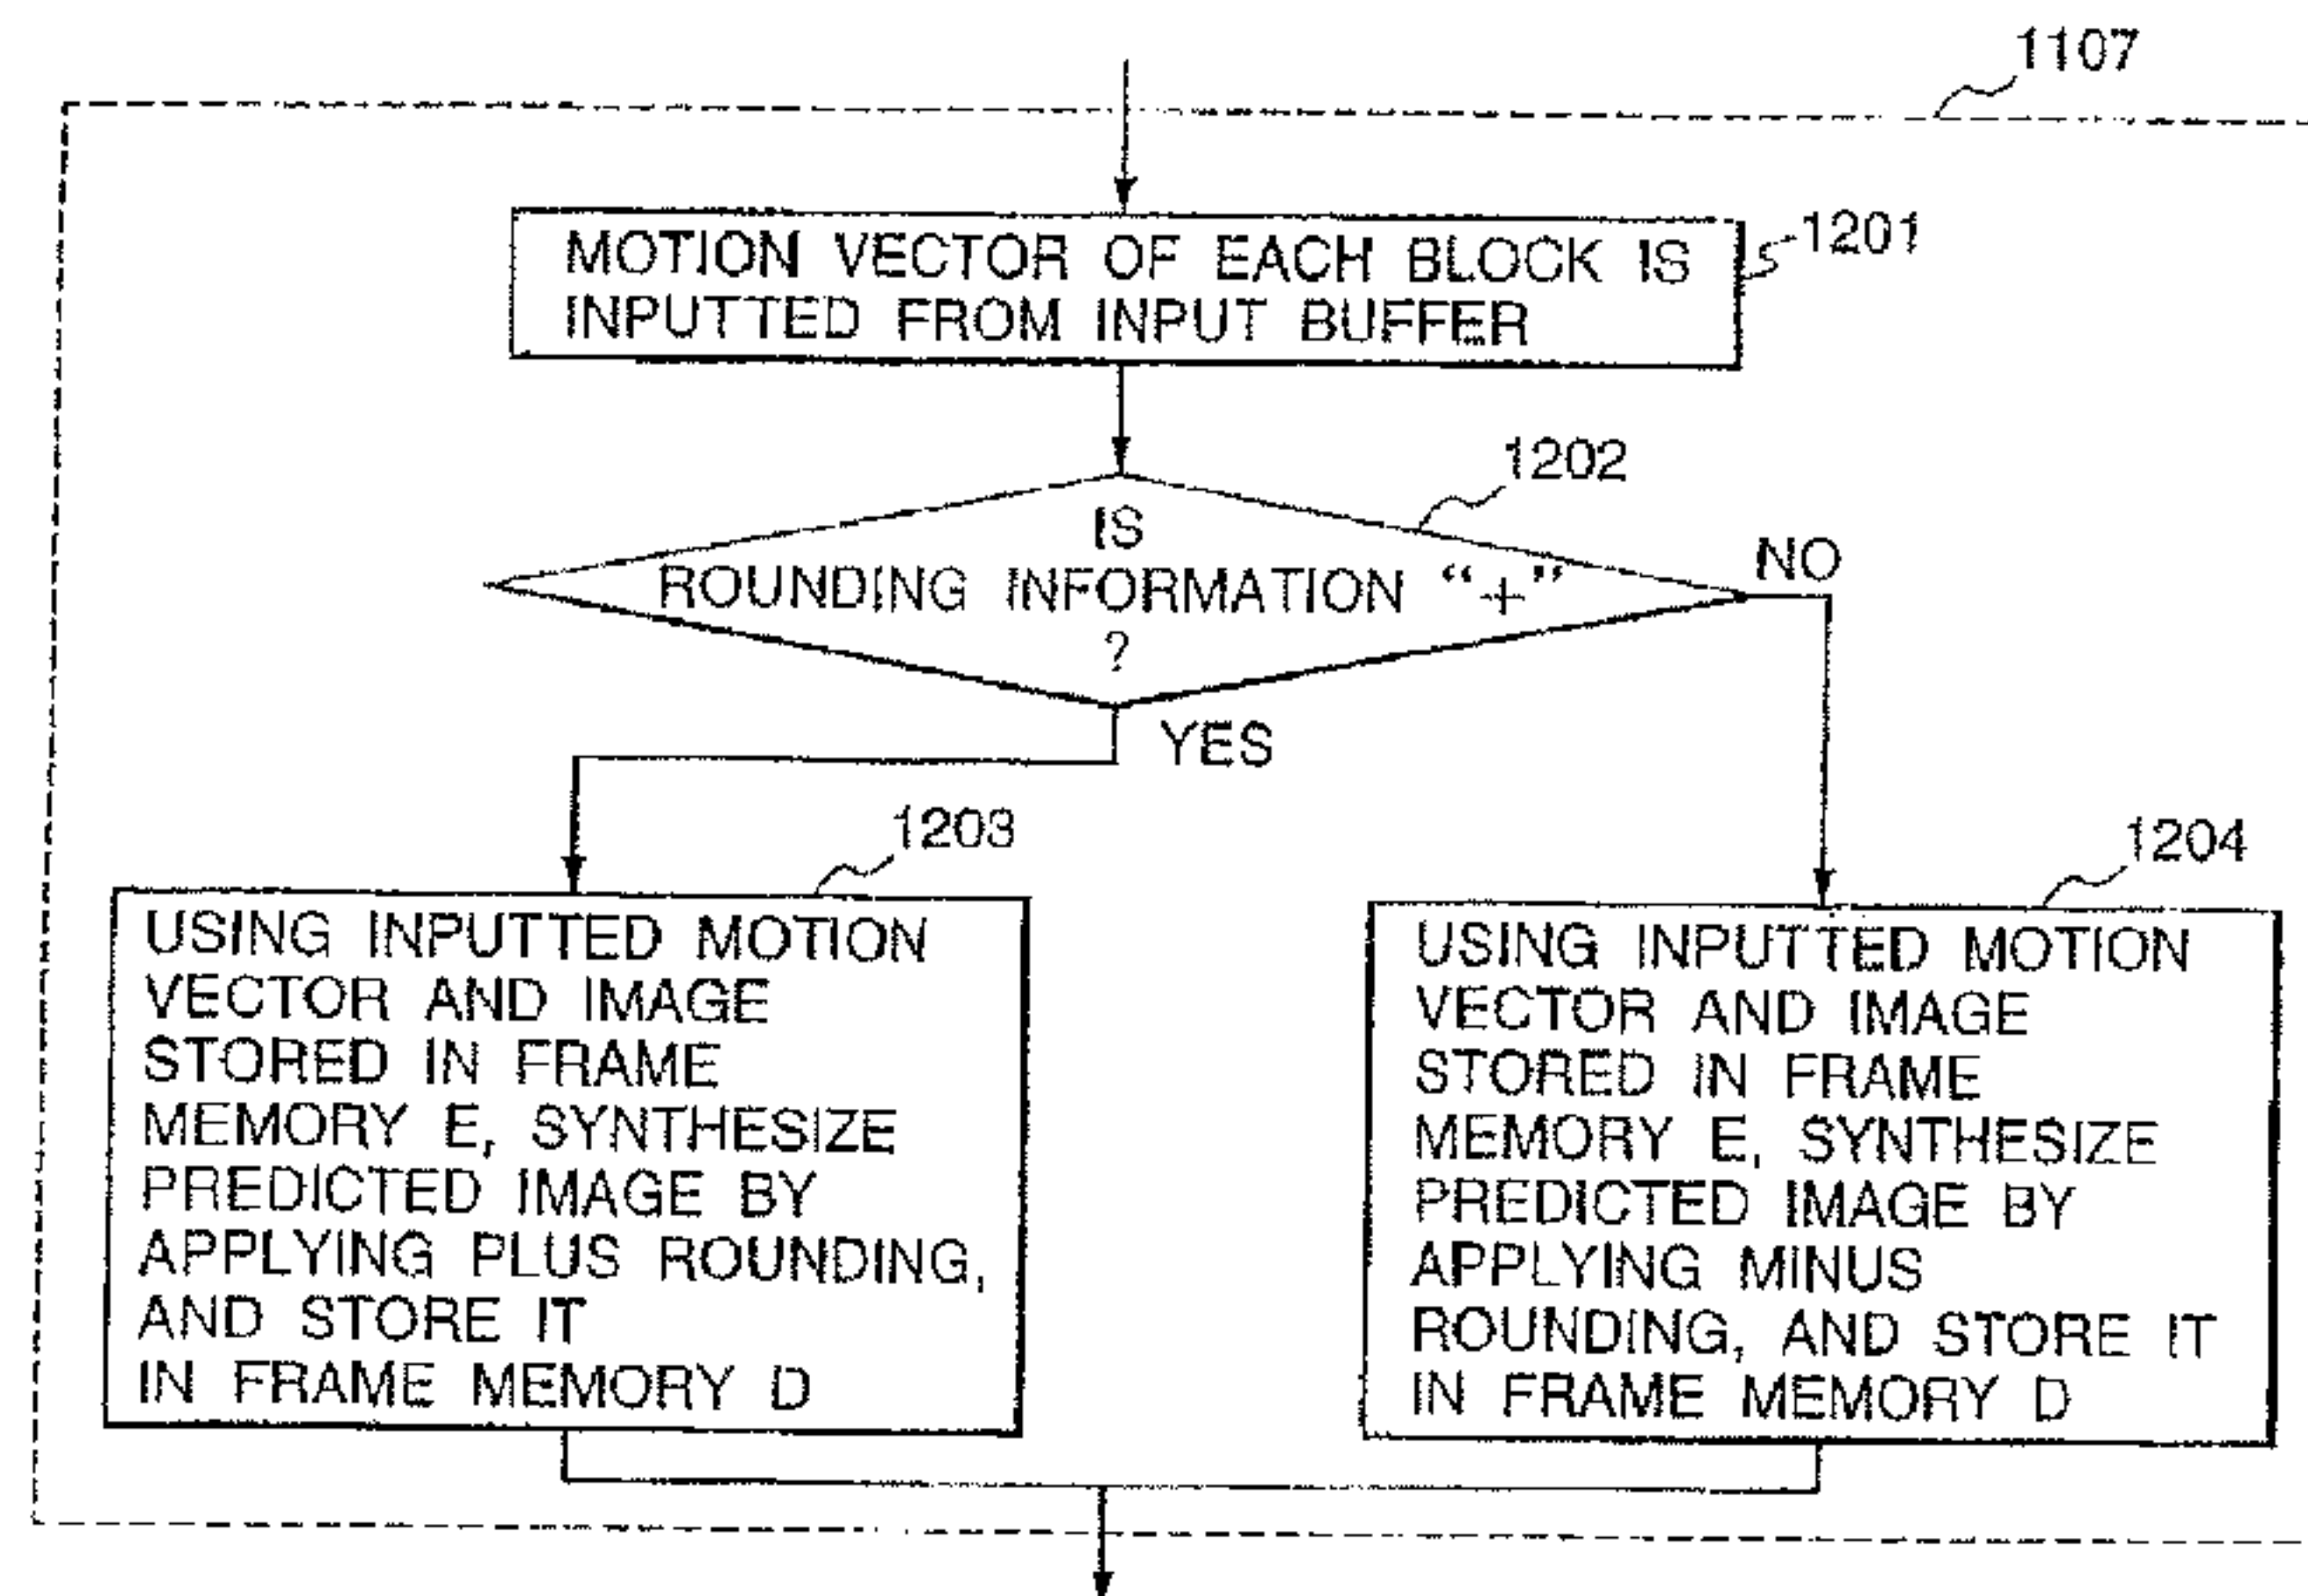 1107
MOTION VECTOR OF EACH BLOCK IS
INPUTTED FROM INPUT BUFFER
1201
1202
IS
ROUNDING INFORMATION “+”
?
NO
YES
1203
USING INPUTTED MOTION
VECTOR AND IMAGE
STORED IN FRAME
MEMORY E, SYNTHESIZE
PREDICTED IMAGE BY
APPLYING PLUS ROUNDING,
AND STORE IT
IN FRAME MEMORY D
1204
USING INPUTTED MOTION
VECTOR AND IMAGE
STORED IN FRAME
MEMORY E, SYNTHESIZE
PREDICTED IMAGE BY
APPLYING MINUS
ROUNDING, AND STORE IT
IN FRAME MEMORY D